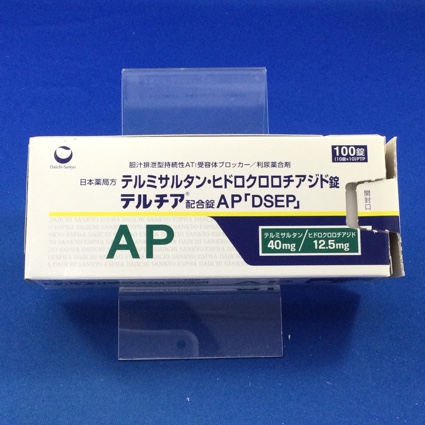 Daiichi-Sankyo
胆汁排泄型持続性AT₁受容体ブロッカー/利尿薬合剤
100錠
(10錠×10)PTP
日本薬局方 テルミサルタン・ヒドロクロロチアジド錠
テルチア®配合錠AP「DSEP」
開封口
AP
テルミサルタン/ヒドロクロロチアジド
40mg/12.5mg